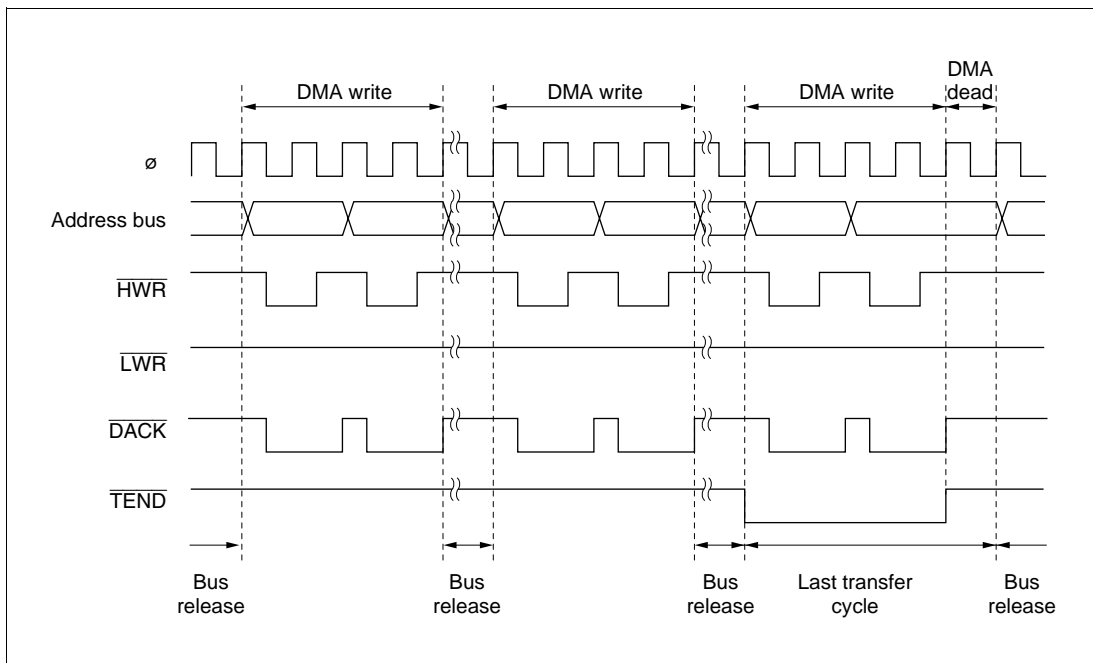 DMA
dead
DMA write
DMA write
DMA write
ø
Address bus
HWR
LWR
DACK
TEND
Bus
release
Bus
release
Bus
release
Last transfer
cycle
Bus
release